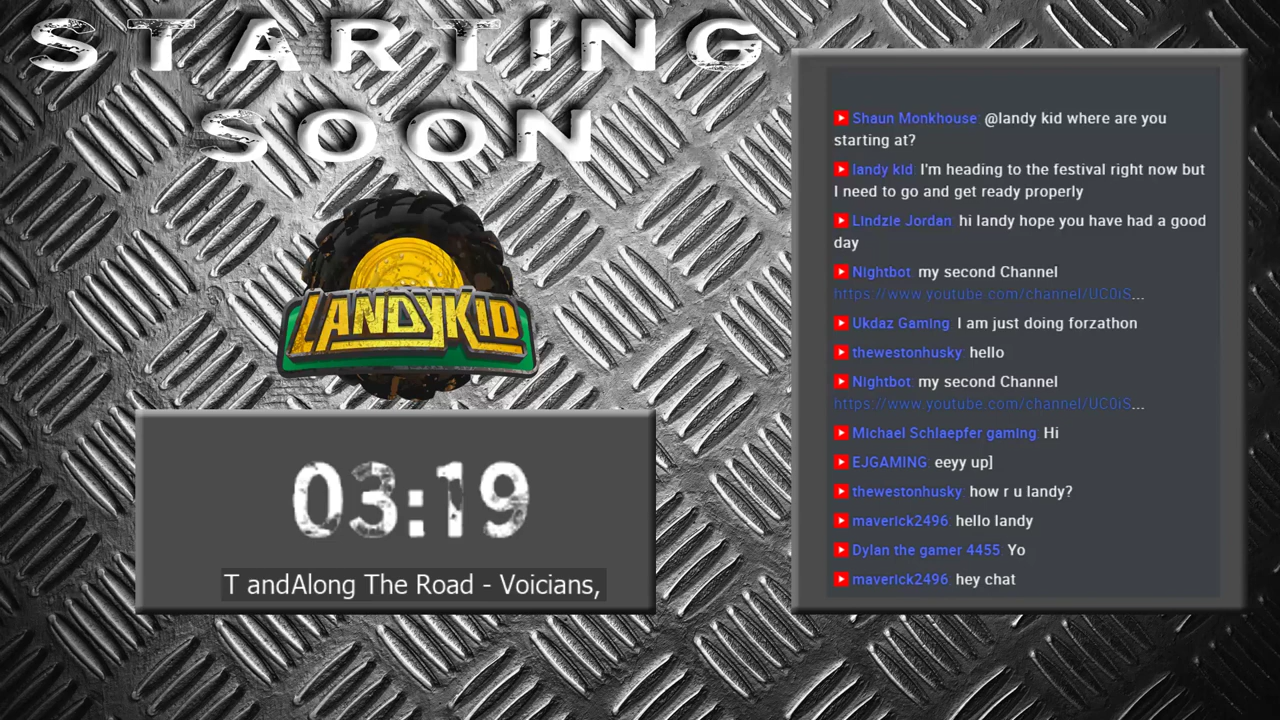 STARTING
SOON
LANDYKID
03:19
T andAlong The Road - Voicians,
Shaun Monkhouse @landy kid where are you
starting at?
landy kid I'm heading to the festival right now but
I need to go and get ready properly
Lindzie Jordan hi landy hope you have had a good
day
Nightbot my second Channel
https://www.youtube.com/channel/UC0iS...
Ukdaz Gaming I am just doing forzathon
thewestonhusky hello
Nightbot my second Channel
https://www.youtube.com/channel/UC0iS...
Michael Schlaepfer gaming Hi
EJGAMING eeyy up]
thewestonhusky how r u landy?
maverick2496 hello landy
Dylan the gamer 4455 Yo
maverick2496 hey chat